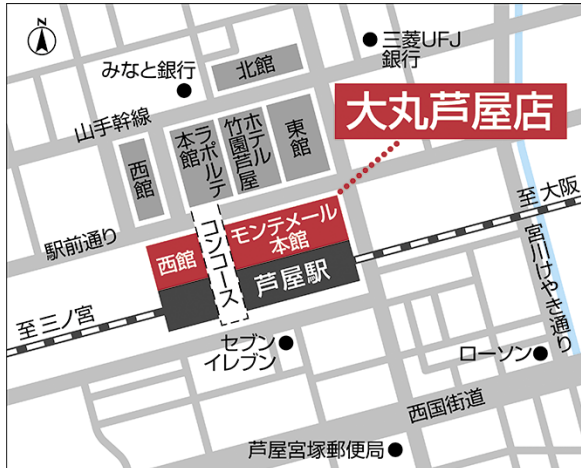 N
三菱UFJ
銀行
みなと銀行
北館
大丸芦屋店
山手幹線
ラポルテ
本館
ホテル
竹園芦屋
東館
西館
至 大阪
駅前通り
コンコース
モンテメール
本館
西館
芦屋駅
宮川けやき通り
至 三ノ宮
セブン
イレブン
ローソン
西国街道
芦屋宮塚郵便局